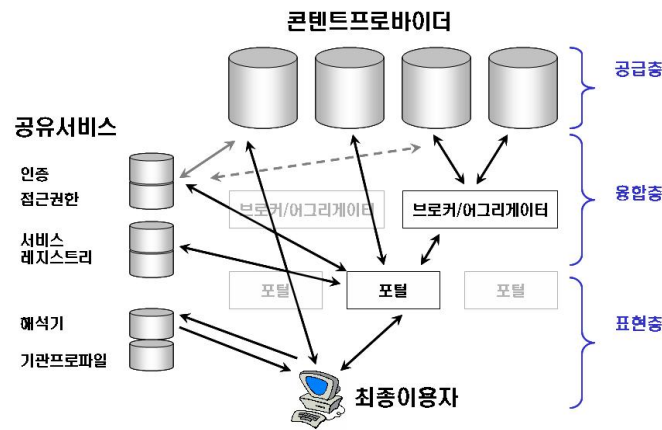 콘텐트프로바이더
공급층
공유서비스
인증
접근권한
융합층
브로커/어그리게이터
브로커/어그리게이터
서비스
레지스트리
포털
포털
포털
해석기
표현층
기관프로파일
최종이용자